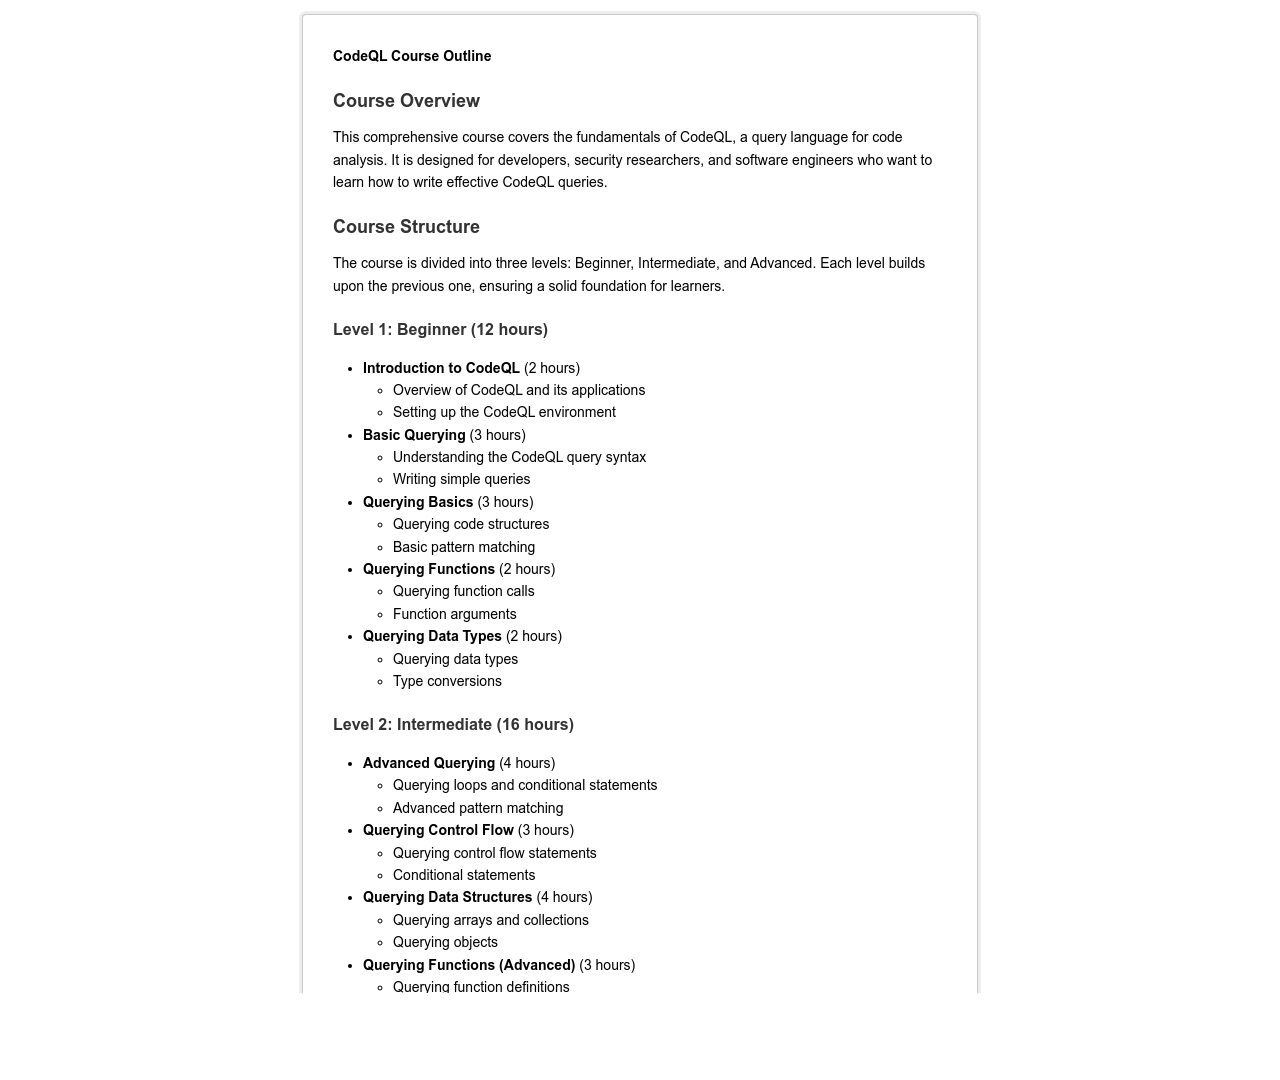 CodeQL Course Outline
Course Overview
This comprehensive course covers the fundamentals of CodeQL, a query language for code
analysis. It is designed for developers, security researchers, and software engineers who want to
learn how to write effective CodeQL queries.
Course Structure
The course is divided into three levels: Beginner, Intermediate, and Advanced. Each level builds
upon the previous one, ensuring a solid foundation for learners.
Level 1: Beginner (12 hours)
Introduction to CodeQL (2 hours)
Overview of CodeQL and its applications
Setting up the CodeQL environment
Basic Querying (3 hours)
Understanding the CodeQL query syntax
Writing simple queries
Querying Basics (3 hours)
Querying code structures
Basic pattern matching
Querying Functions (2 hours)
Querying function calls
Function arguments
Querying Data Types (2 hours)
Querying data types
Type conversions
Level 2: Intermediate (16 hours)
Advanced Querying (4 hours)
Querying loops and conditional statements
Advanced pattern matching
Querying Control Flow (3 hours)
Querying control flow statements
Conditional statements
Querying Data Structures (4 hours)
Querying arrays and collections
Querying objects
Querying Functions (Advanced) (3 hours)
Querying function definitions